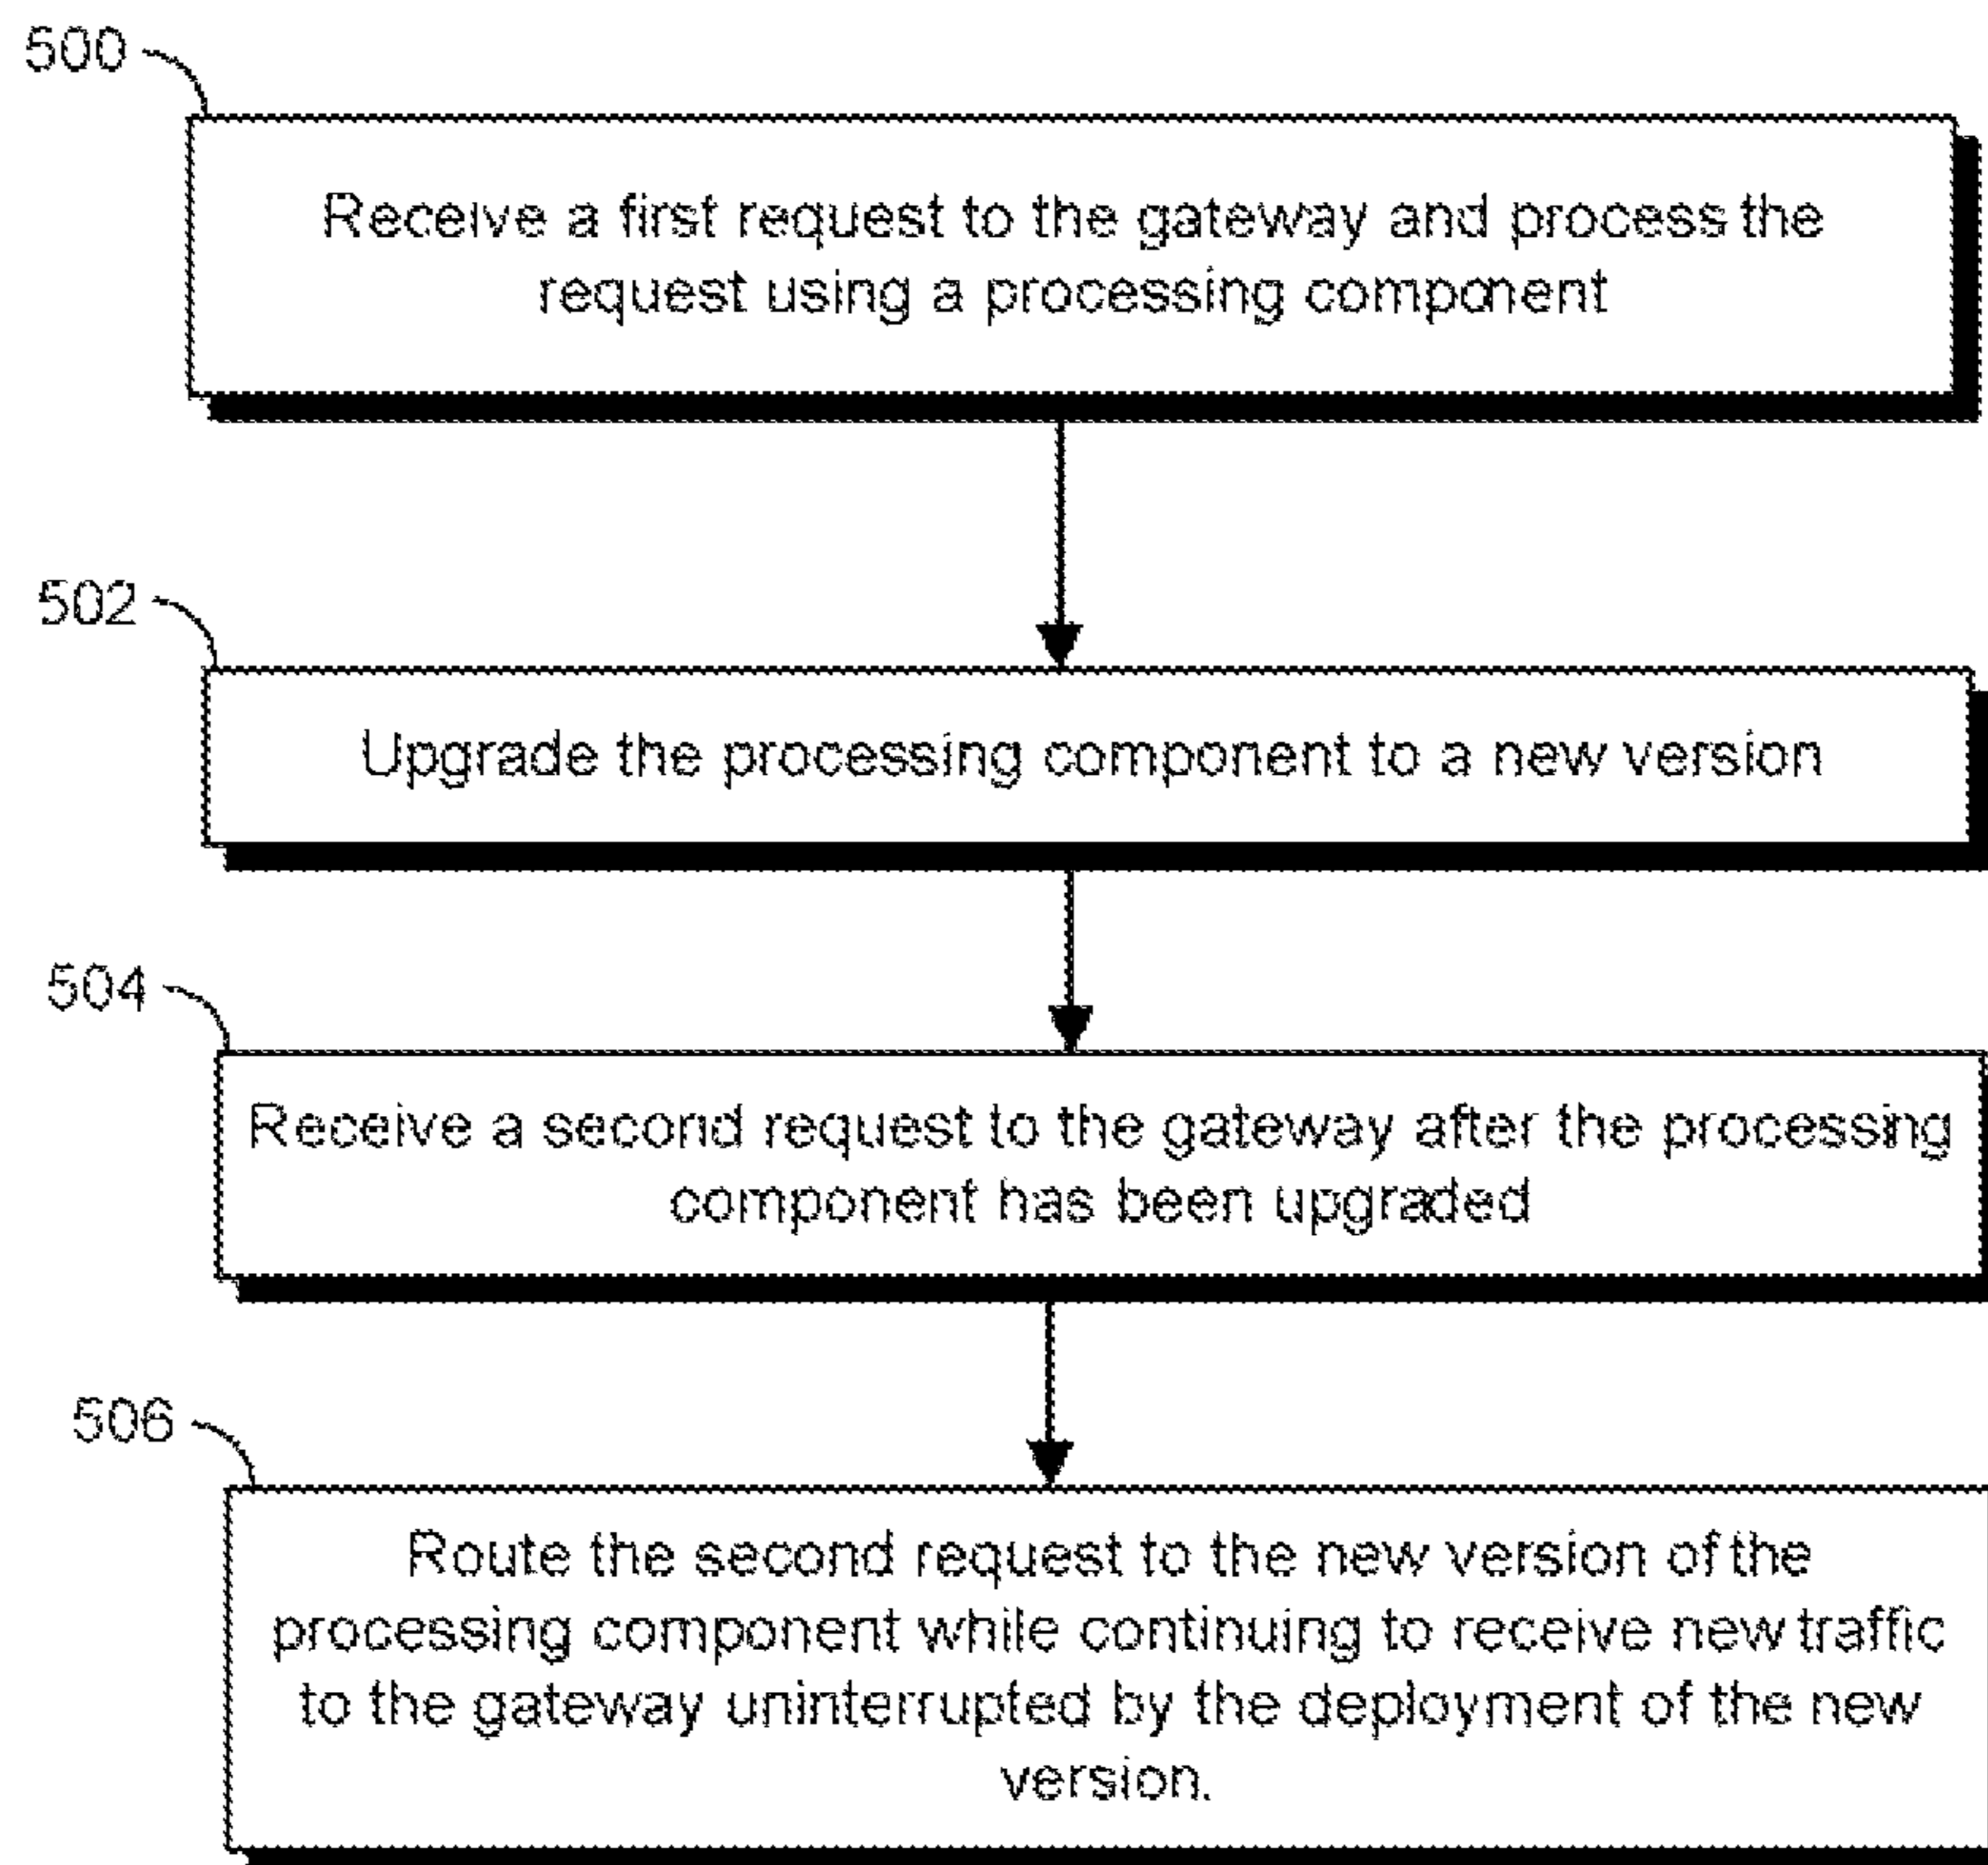 500
Receive a first request to the gateway and process the
request using a processing component
502
Upgrade the processing component to a new version
504
Receive a second request to the gateway after the processing
component has been upgraded
506
Route the second request to the new version of the
processing component while continuing to receive new traffic
to the gateway uninterrupted by the deployment of the new
version.